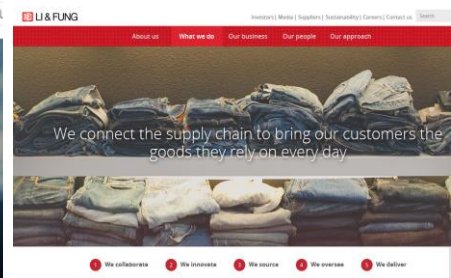 LI & FUNG
Investors | Media | Suppliers | Sustainability | Careers | Contact us
Search
About us What we do Our business Our people Our approach
We connect the supply chain to bring our customers the
goods they rely on every day
1 We collaborate 2 We innovate 3 We source 4 We oversee 5 We deliver